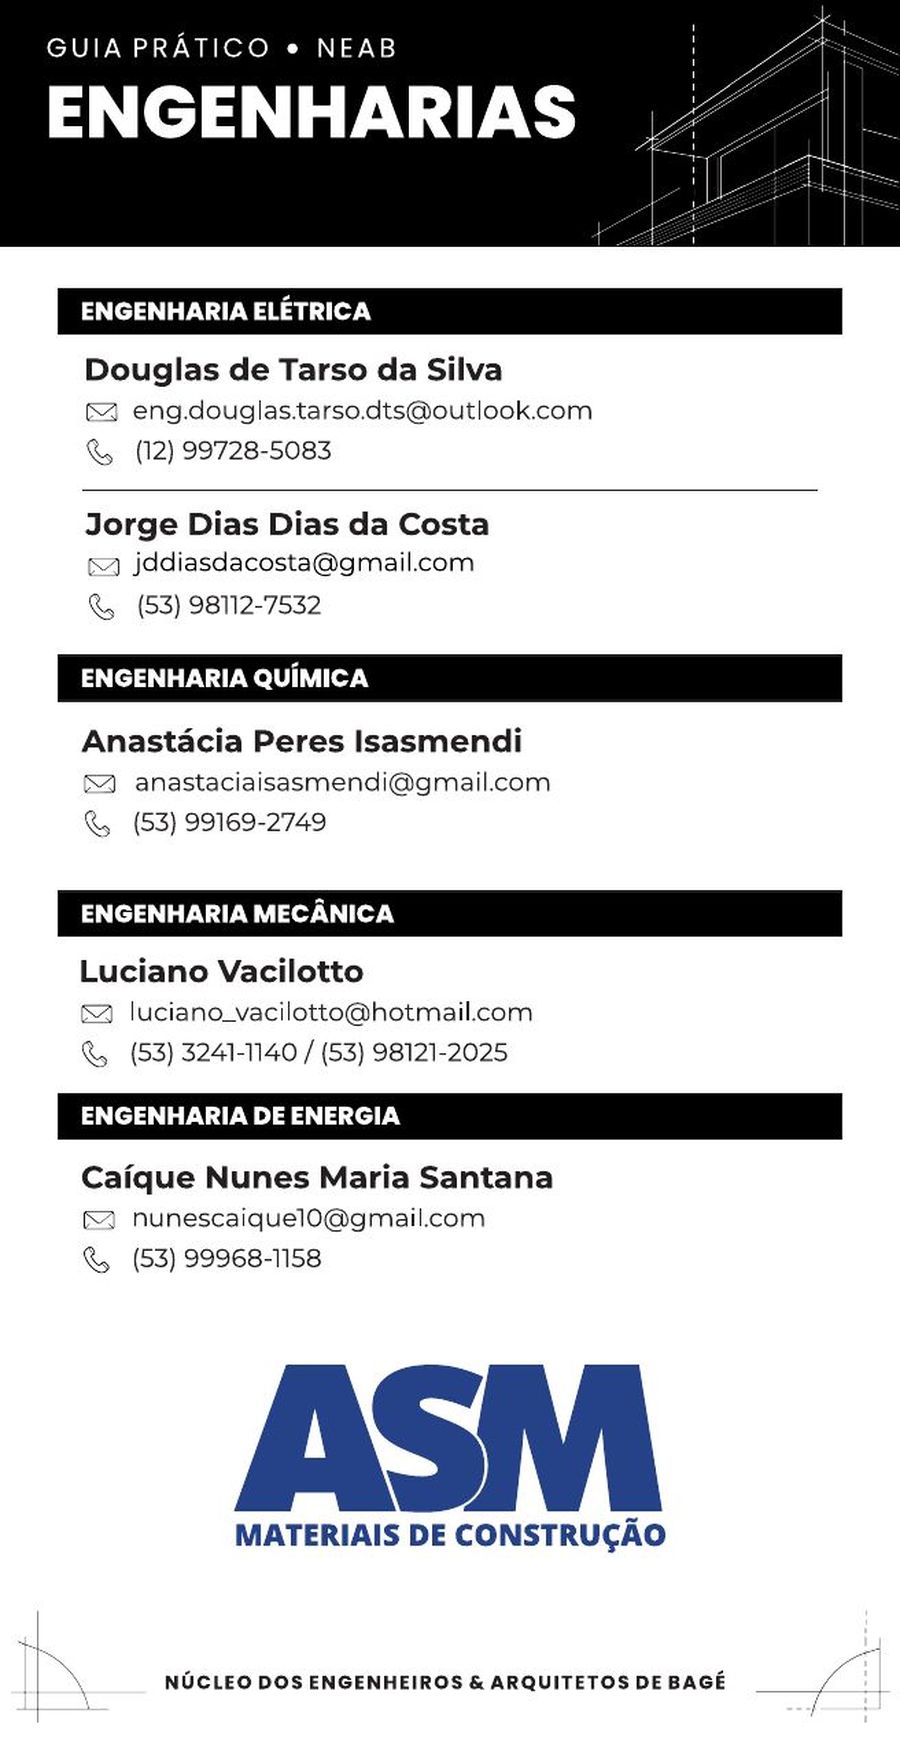 GUIA PRÁTICO • NEAB
ENGENHARIAS
ENGENHARIA ELÉTRICA
Douglas de Tarso da Silva
eng.douglas.tarso.dts@outlook.com
(12) 99728-5083
Jorge Dias Dias da Costa
jddiasdacosta@gmail.com
(53) 98112-7532
ENGENHARIA QUÍMICA
Anastácia Peres Isasmendi
anastaciaisasmendi@gmail.com
(53) 99169-2749
ENGENHARIA MECÂNICA
Luciano Vacilotto
luciano_vacilotto@hotmail.com
(53) 3241-1140 / (53) 98121-2025
ENGENHARIA DE ENERGIA
Caíque Nunes Maria Santana
nunescaique10@gmail.com
(53) 99968-1158
ASM
MATERIAIS DE CONSTRUÇÃO
NÚCLEO DOS ENGENHEIROS & ARQUITETOS DE BAGÉ